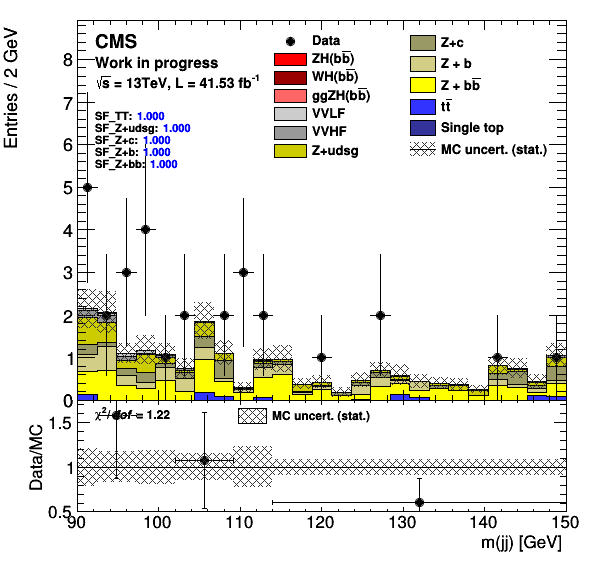 CMS
Work in progress
√s = 13TeV, L = 41.53 fb⁻¹
SF_TT: 1.000
SF_Z+udsg: 1.000
SF_Z+c: 1.000
SF_Z+b: 1.000
SF_Z+bb: 1.000
Data
ZH(bb̅)
WH(bb̅)
ggZH(bb̅)
VVLF
VVHF
Z+udsg
Z+c
Z + b
Z + bb̅
tt̅
Single top
MC uncert. (stat.)
Entries / 2 GeV
8
7
6
5
4
3
2
1
0
χ²/dof = 1.22
MC uncert. (stat.)
Data/MC
1.5
1
0.5
90 100 110 120 130 140 150
m(jj) [GeV]